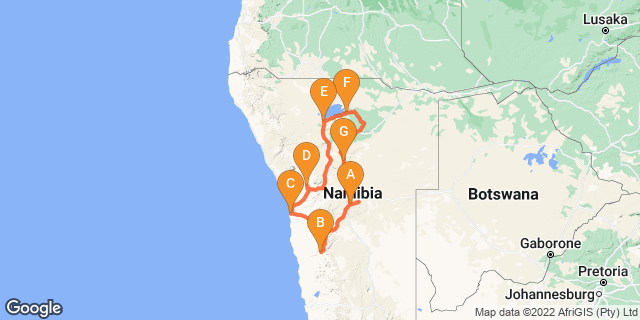 Lusaka
E
F
G
D
A
Namibia
C
Botswana
B
Gaborone
Pretoria
Johannesburg
Google
Map data ©2022 AfriGIS (Pty) Ltd